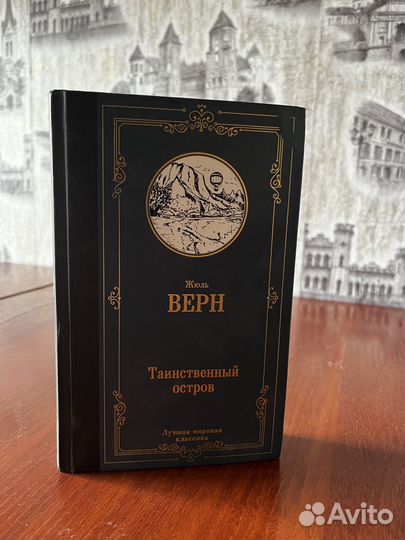 Жюль
ВЕРН
Таинственный
остров
Лучшая мировая
классика
Avito